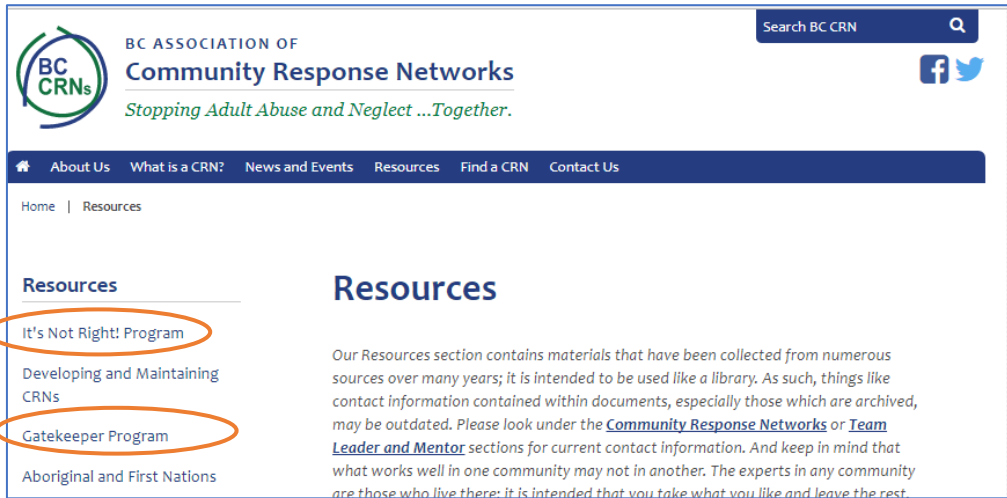 Search BC CRN
BC
CRNs
BC ASSOCIATION OF
Community Response Networks
Stopping Adult Abuse and Neglect ...Together.
About Us What is a CRN? News and Events Resources Find a CRN Contact Us
Home | Resources
Resources
It's Not Right! Program
Developing and Maintaining
CRNs
Gatekeeper Program
Aboriginal and First Nations
Resources
Our Resources section contains materials that have been collected from numerous
sources over many years; it is intended to be used like a library. As such, things like
contact information contained within documents, especially those which are archived,
may be outdated. Please look under the Community Response Networks or Team
Leader and Mentor sections for current contact information. And keep in mind that
what works well in one community may not in another. The experts in any community
are those who live there; it is intended that you take what you like and leave the rest.